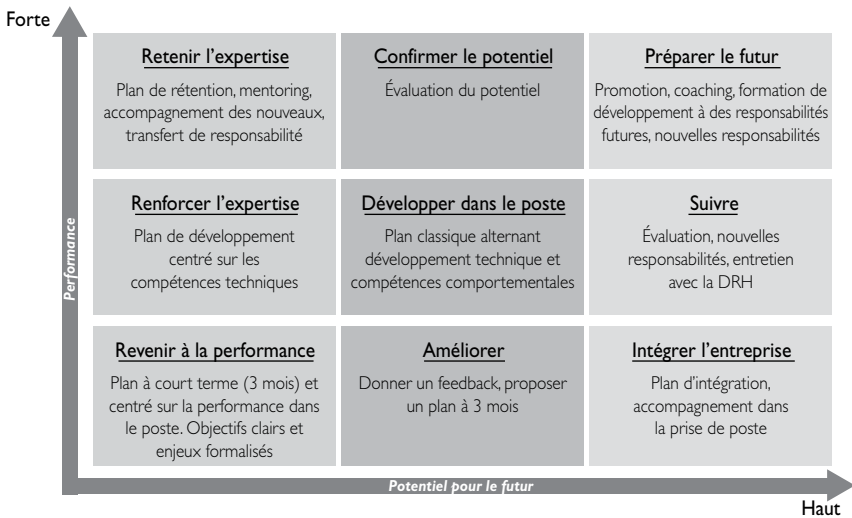 Forte
Retenir l'expertise
Plan de rétention, mentoring,
accompagnement des nouveaux,
transfert de responsabilité
Confirmer le potentiel
Évaluation du potentiel
Préparer le futur
Promotion, coaching, formation de
développement à des responsabilités
futures, nouvelles responsabilités
Renforcer l'expertise
Plan de développement
centré sur les
compétences techniques
Développer dans le poste
Plan classique alternant
développement technique et
compétences comportementales
Suivre
Évaluation, nouvelles
responsabilités, entretien
avec la DRH
Performance
Revenir à la performance
Plan à court terme (3 mois) et
centré sur la performance dans
le poste. Objectifs clairs et
enjeux formalisés
Améliorer
Donner un feedback, proposer
un plan à 3 mois
Intégrer l'entreprise
Plan d'intégration,
accompagnement dans
la prise de poste
Potentiel pour le futur
Haut